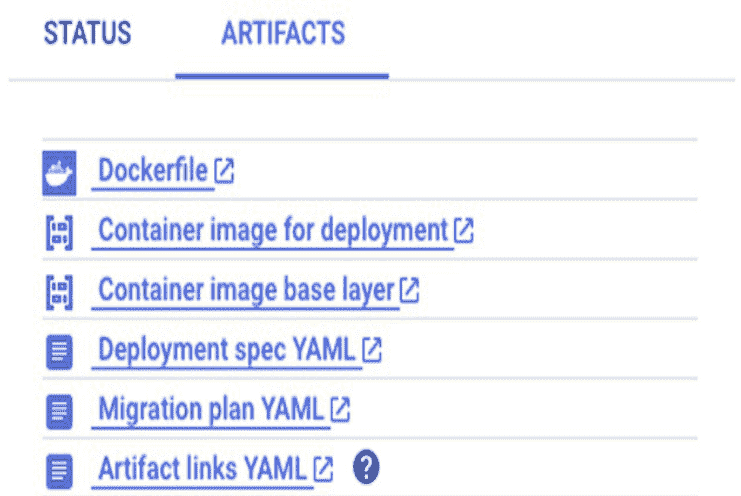 STATUS ARTIFACTS
Dockerfile
Container image for deployment
Container image base layer
Deployment spec YAML
Migration plan YAML
Artifact links YAML ?